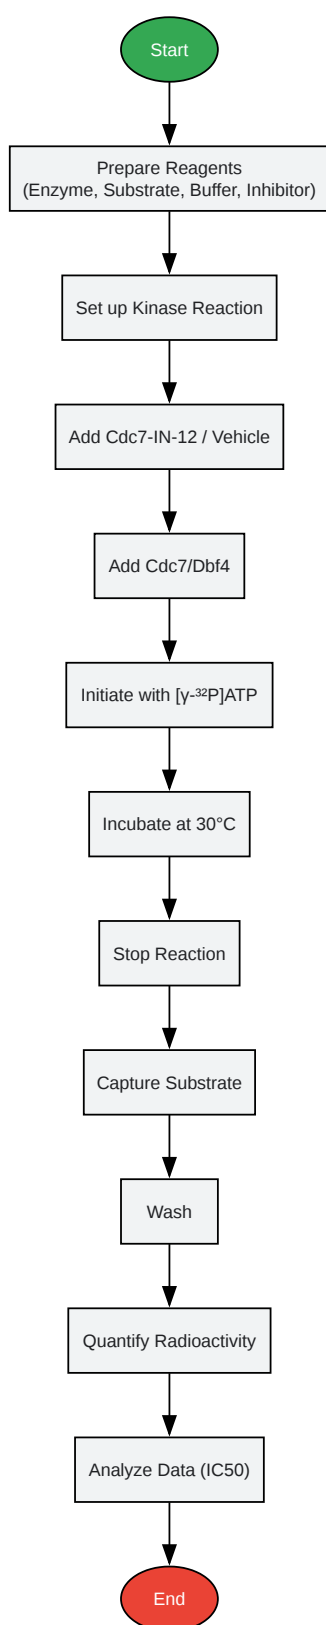 Start
Prepare Reagents
(Enzyme, Substrate, Buffer, Inhibitor)
Set up Kinase Reaction
Add Cdc7-IN-12 / Vehicle
Add Cdc7/Dbf4
Initiate with [γ-³²P]ATP
Incubate at 30°C
Stop Reaction
Capture Substrate
Wash
Quantify Radioactivity
Analyze Data (IC50)
End